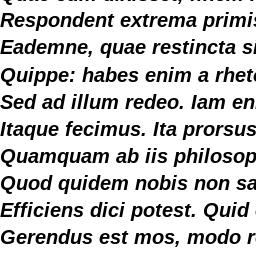 Respondent extrema primis
Eademne, quae restincta si
Quippe: habes enim a rhet
Sed ad illum redeo. Iam en
Itaque fecimus. Ita prorsus
Quamquam ab iis philosop
Quod quidem nobis non sa
Efficiens dici potest. Quid
Gerendus est mos, modo r